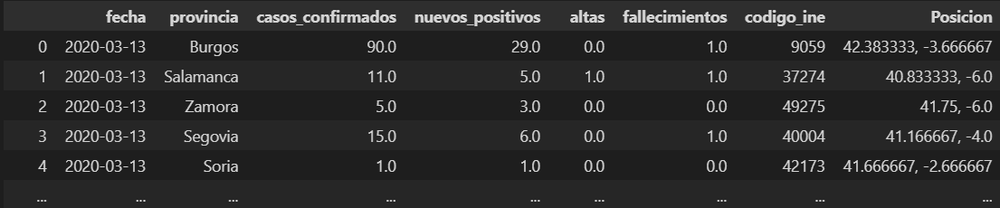 fecha provincia casos_confirmados nuevos_positivos altas fallecimientos codigo_ine Posicion
0 2020-03-13 Burgos 90.0 29.0 0.0 1.0 9059 42.383333, -3.666667
1 2020-03-13 Salamanca 11.0 5.0 1.0 1.0 37274 40.833333, -6.0
2 2020-03-13 Zamora 5.0 3.0 0.0 0.0 49275 41.75, -6.0
3 2020-03-13 Segovia 15.0 6.0 0.0 1.0 40004 41.166667, -4.0
4 2020-03-13 Soria 1.0 1.0 0.0 0.0 42173 41.666667, -2.666667
... ... ... ... ... ... ... ... ...